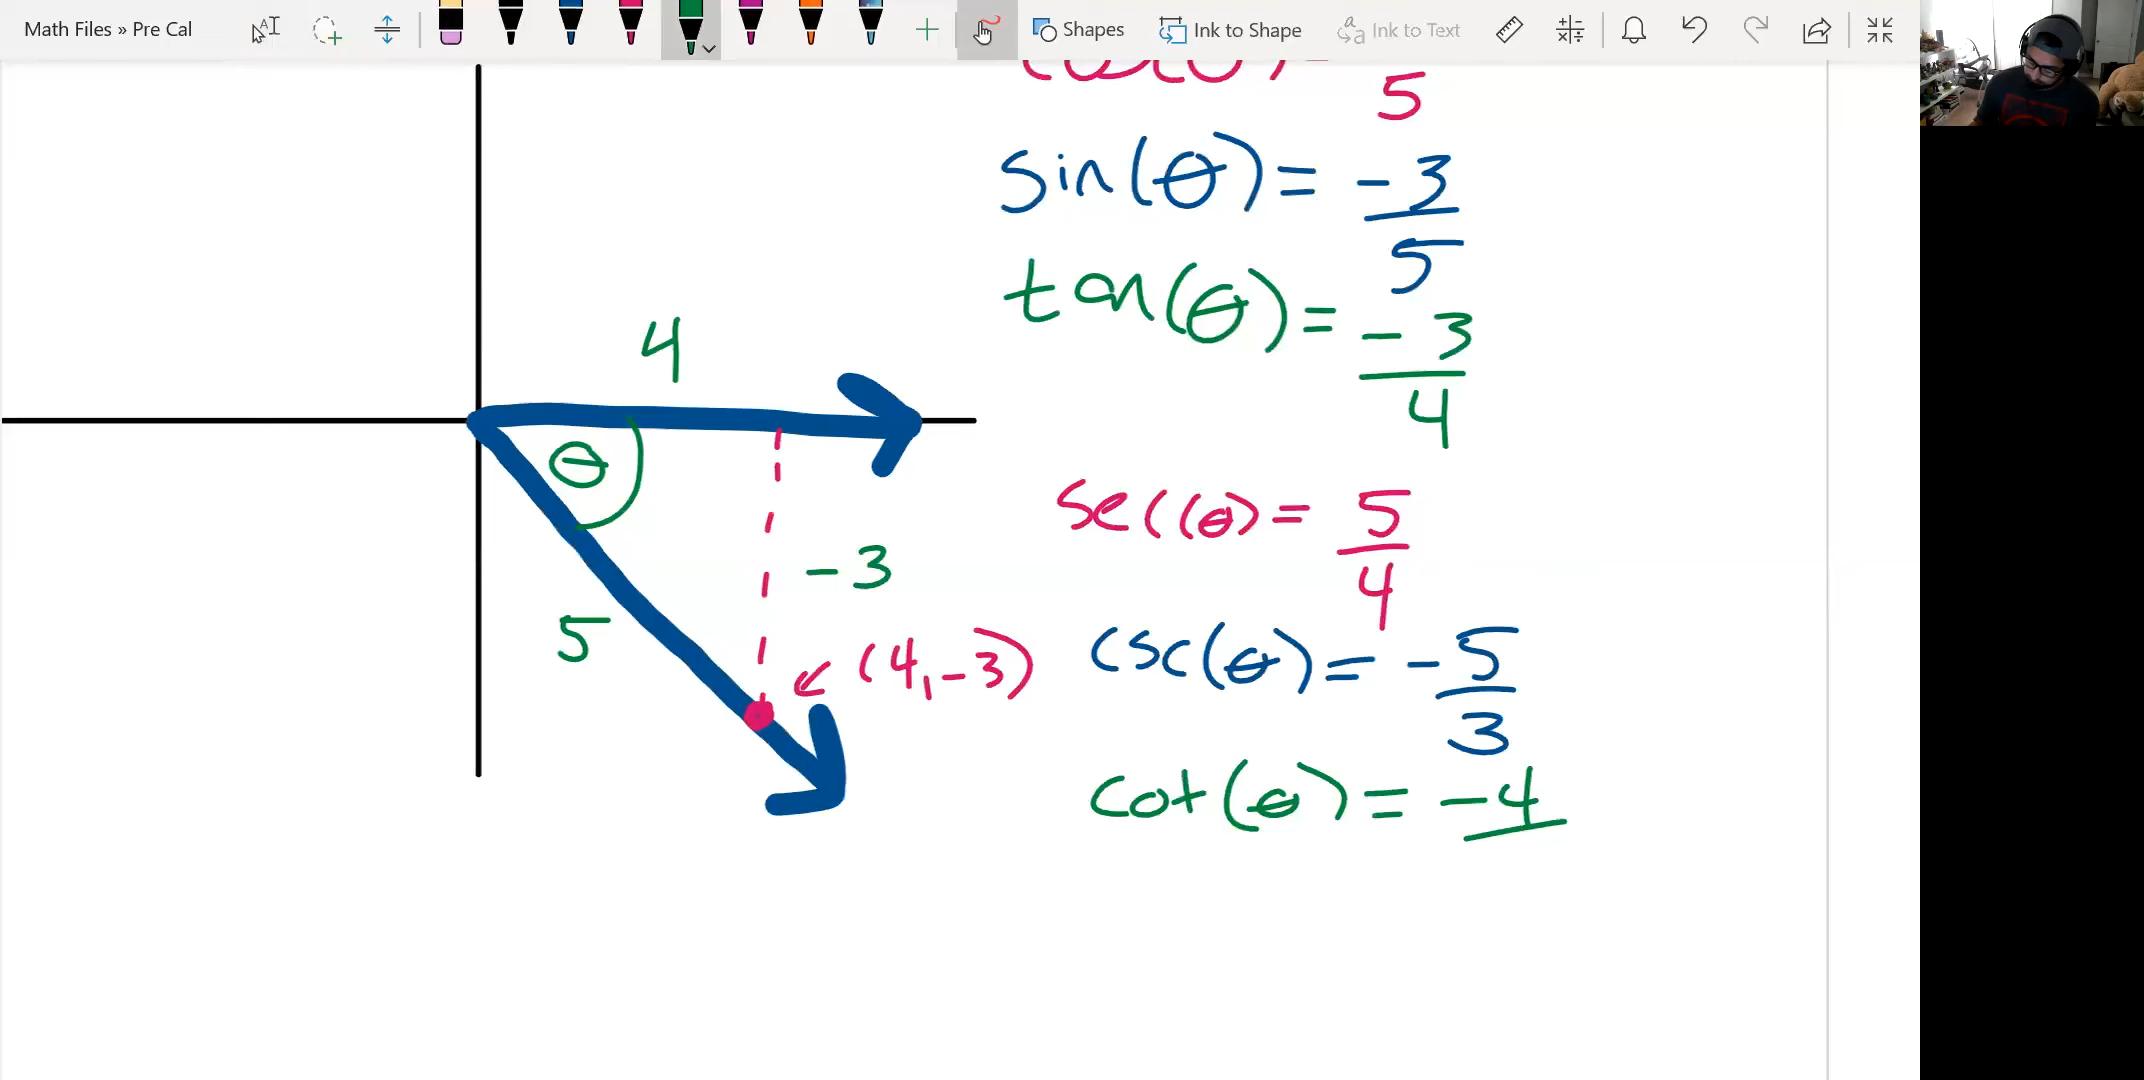 Math Files » Pre Cal
Shapes
Ink to Shape
Ink to Text
cos(θ) =
5
sin(θ) = -3
5
tan(θ) = -3
4
4
θ
sec(θ) = 5
4
-3
5
(4,-3)
csc(θ) = -5
3
cot(θ) = -4